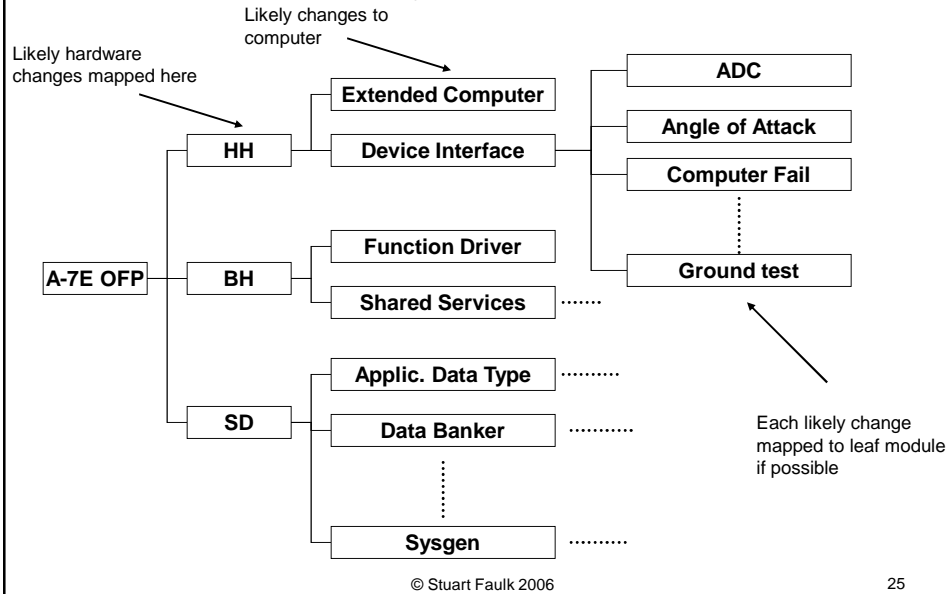 Likely changes to
computer
Likely hardware
changes mapped here
ADC
Extended Computer
Angle of Attack
HH
Device Interface
Computer Fail
Function Driver
A-7E OFP
BH
Ground test
Shared Services
Applic. Data Type
SD
Data Banker
Each likely change
mapped to leaf module
if possible
Sysgen
© Stuart Faulk 2006
25